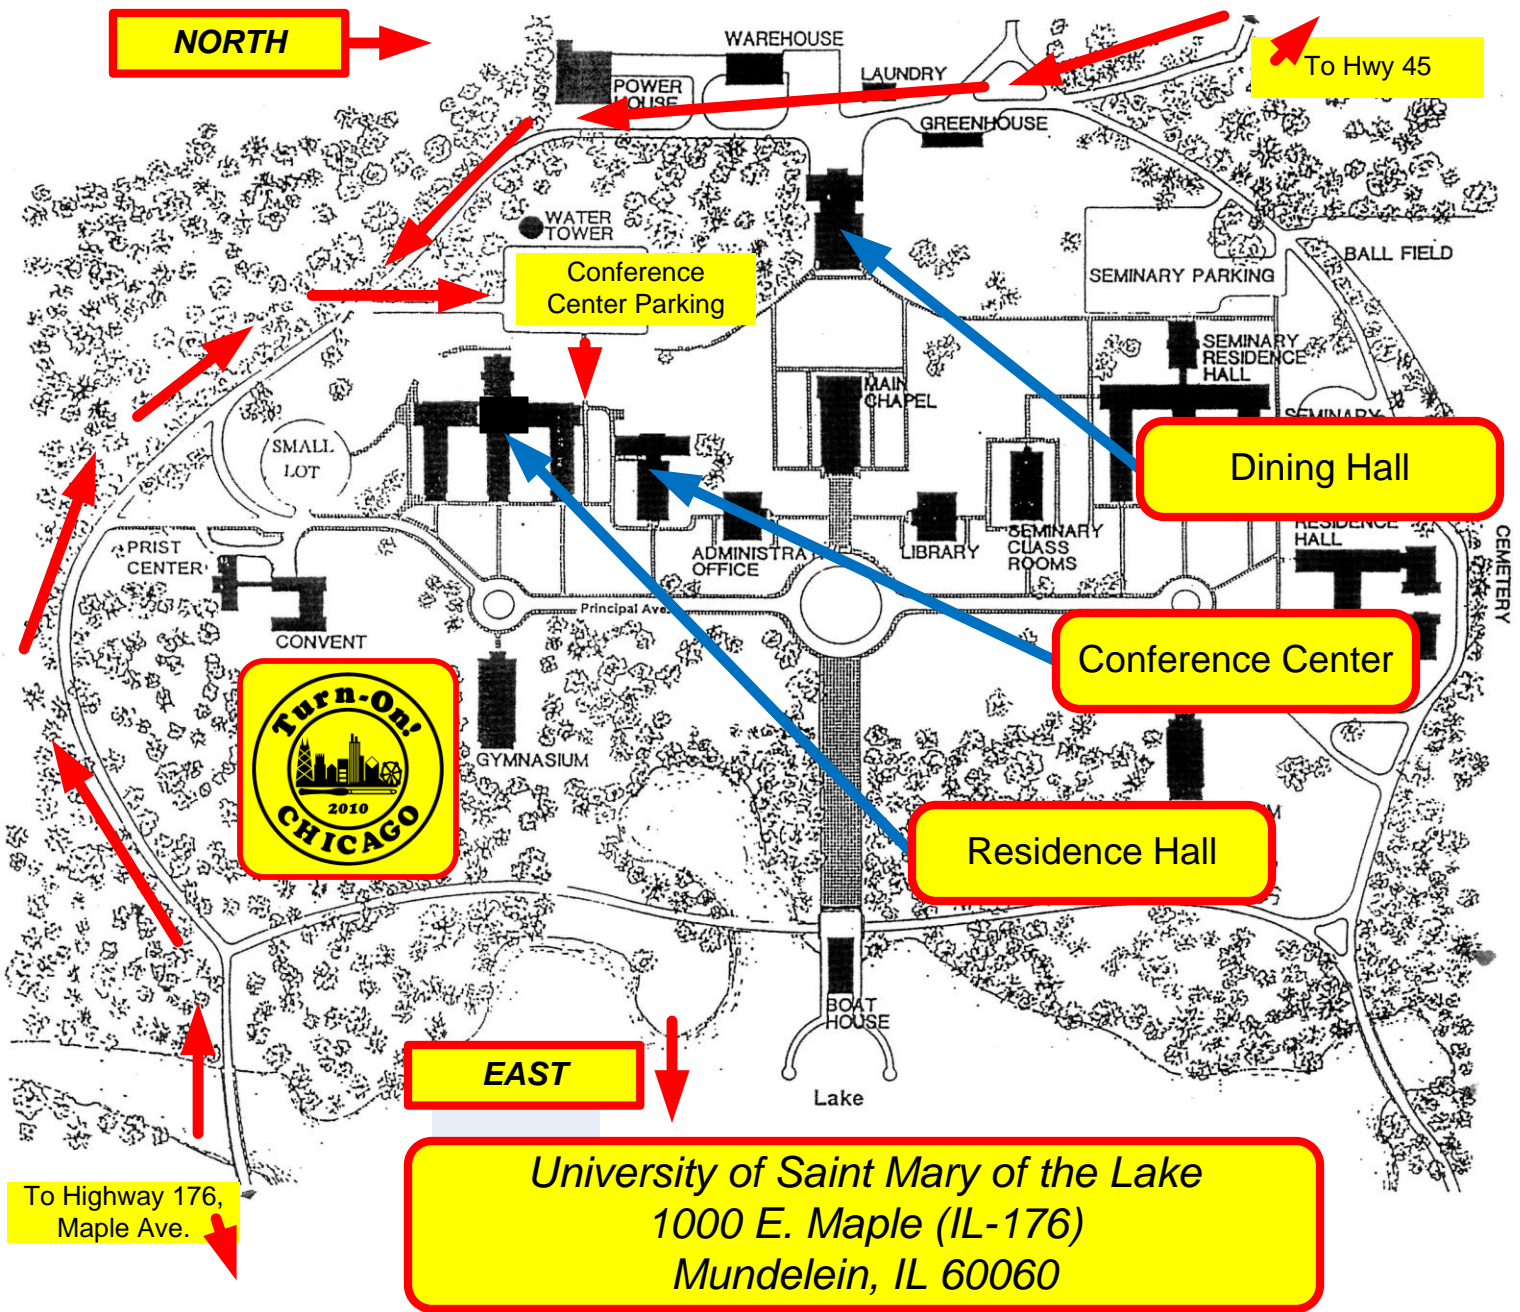 NORTH
WAREHOUSE
To Hwy 45
LAUNDRY
POWER
HOUSE
GREENHOUSE
WATER
TOWER
Conference
Center Parking
BALL FIELD
SEMINARY PARKING
SEMINARY
RESIDENCE
HALL
MAIN
CHAPEL
SEMINARY
SMALL
LOT
Dining Hall
RESIDENCE
HALL
CEMETERY
PRIST
CENTER
ADMINISTRATIVE
OFFICE
LIBRARY
SEMINARY
CLASS
ROOMS
Principal Ave.
CONVENT
Conference Center
Turn-On!
2010
CHICAGO
GYMNASIUM
Residence Hall
BOAT
HOUSE
EAST
Lake
University of Saint Mary of the Lake
1000 E. Maple (IL-176)
Mundelein, IL 60060
To Highway 176,
Maple Ave.